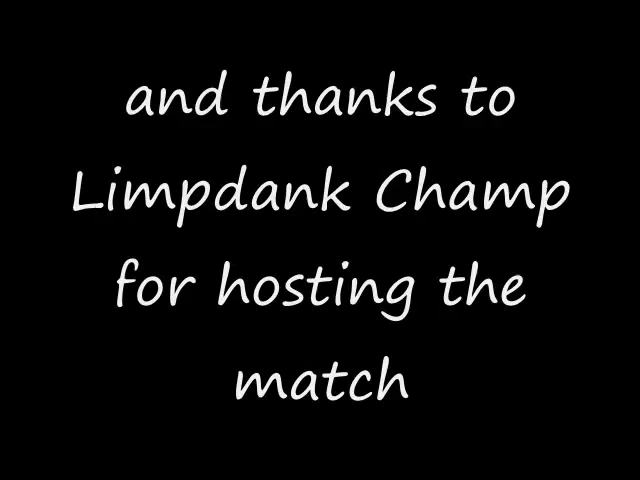 and thanks to
Limpdank Champ
for hosting the
match